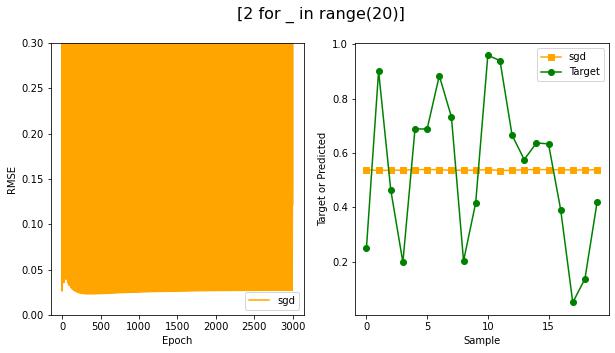 [2 for _ in range(20)]
0.30
0.25
0.20
0.15
0.10
0.05
0.00
RMSE
0
500
1000
1500
2000
2500
3000
Epoch
sgd
1.0
0.8
0.6
0.4
0.2
Target or Predicted
0
5
10
15
Sample
sgd
Target